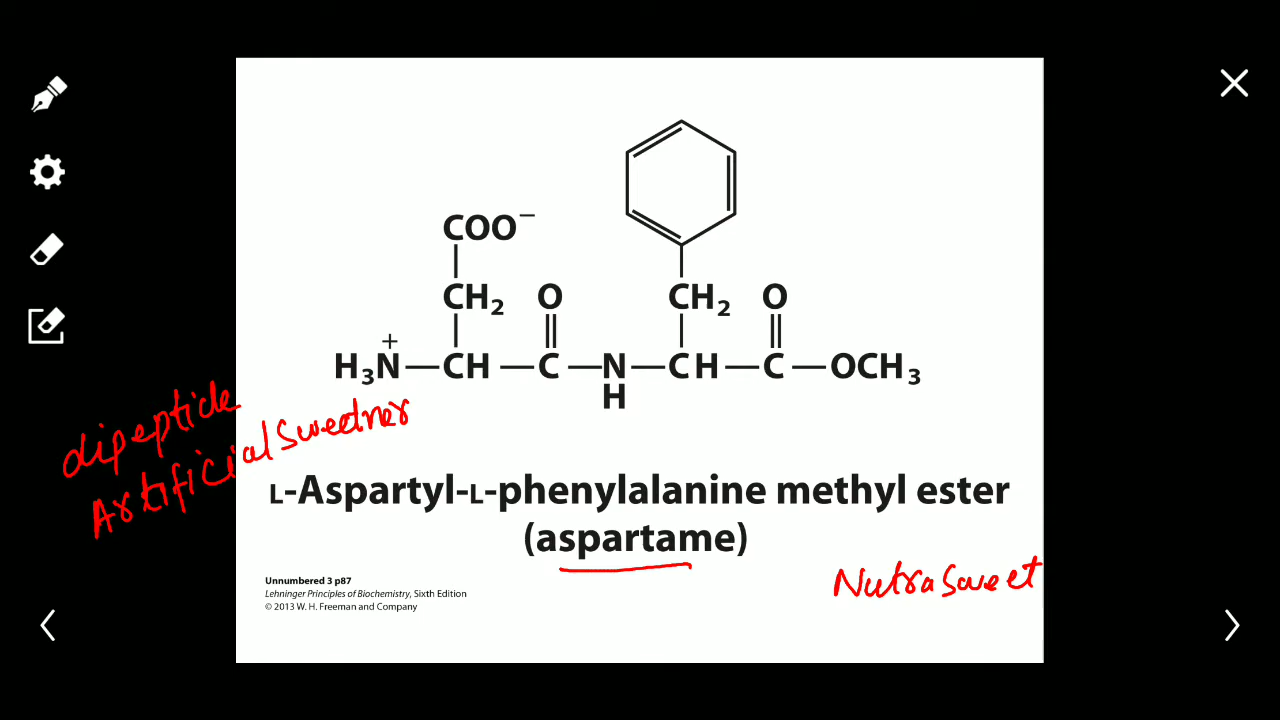 COO⁻
CH₂ O CH₂ O
H₃N⁺—CH—C—N—CH—C—OCH₃
H
dipeptide
Artificial Sweetner
L-Aspartyl-L-phenylalanine methyl ester
(aspartame)
NutraSweet
Unnumbered 3 p87
Lehninger Principles of Biochemistry, Sixth Edition
© 2013 W. H. Freeman and Company